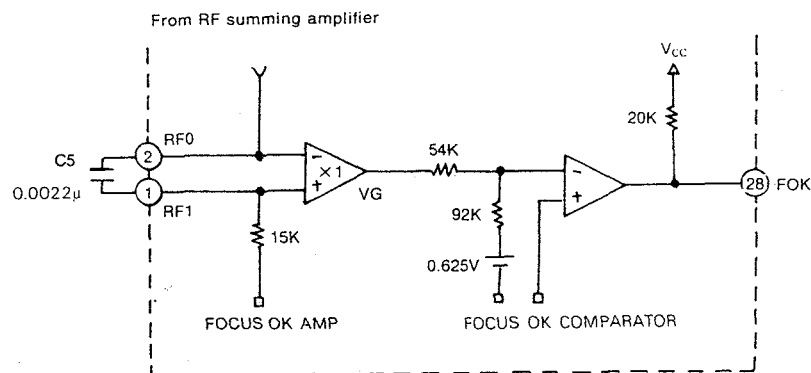 From RF summing amplifier
Vcc
20K
C5
0.0022μ
2
RF0
1
RF1
−
+
×1
VG
54K
15K
92K
0.625V
−
+
28
FOK
FOCUS OK AMP
FOCUS OK COMPARATOR